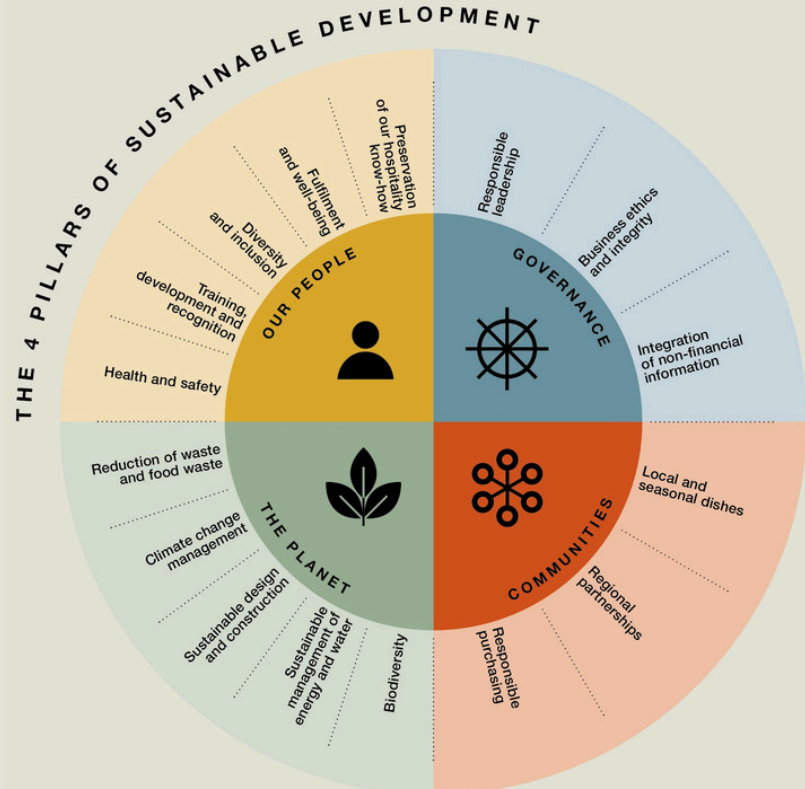 THE 4 PILLARS OF SUSTAINABLE DEVELOPMENT
OUR PEOPLE
Health and safety
Training,
development and
recognition
Diversity
and inclusion
Fulfilment
and well-being
Preservation
of our hospitality
know-how
GOVERNANCE
Responsible
leadership
Business ethics
and integrity
Integration
of non-financial
information
COMMUNITIES
Local and
seasonal dishes
Regional
partnerships
Responsible
purchasing
THE PLANET
Reduction of waste
and food waste
Climate change
management
Sustainable design
and construction
Sustainable
management of
energy and water
Biodiversity